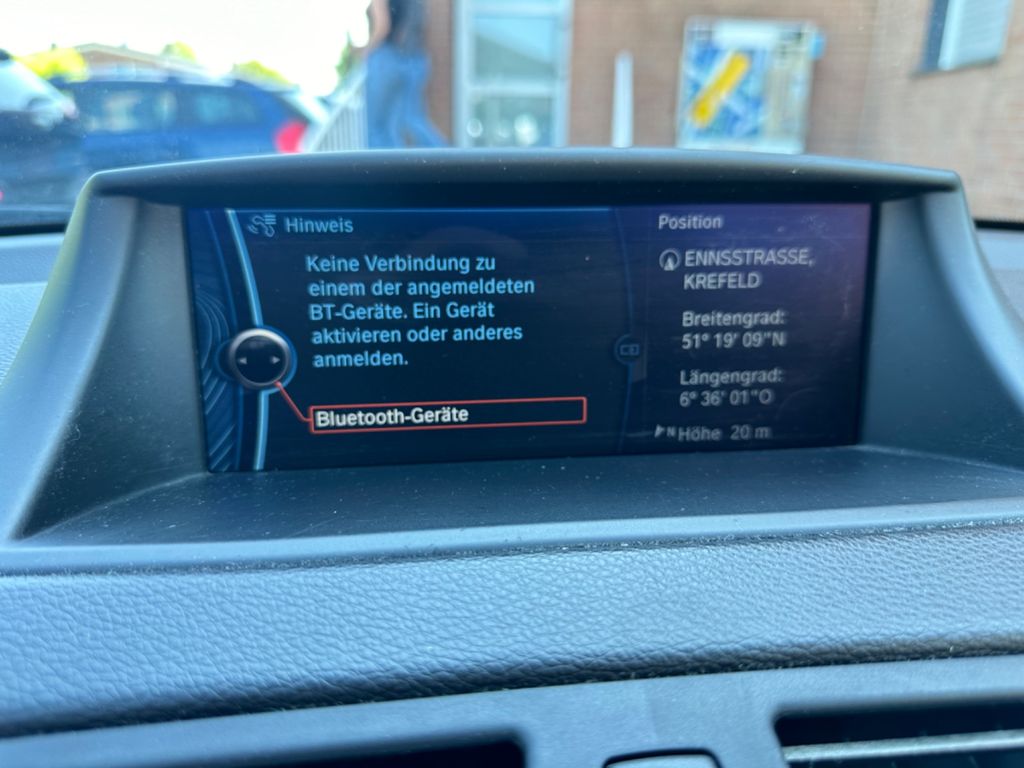 Hinweis
Keine Verbindung zu
einem der angemeldeten
BT-Geräte. Ein Gerät
aktivieren oder anderes
anmelden.
Bluetooth-Geräte
Position
ENNSSTRASSE,
KREFELD
Breitengrad:
51° 19' 09"N
Längengrad:
6° 36' 01"O
N Höhe 20 m